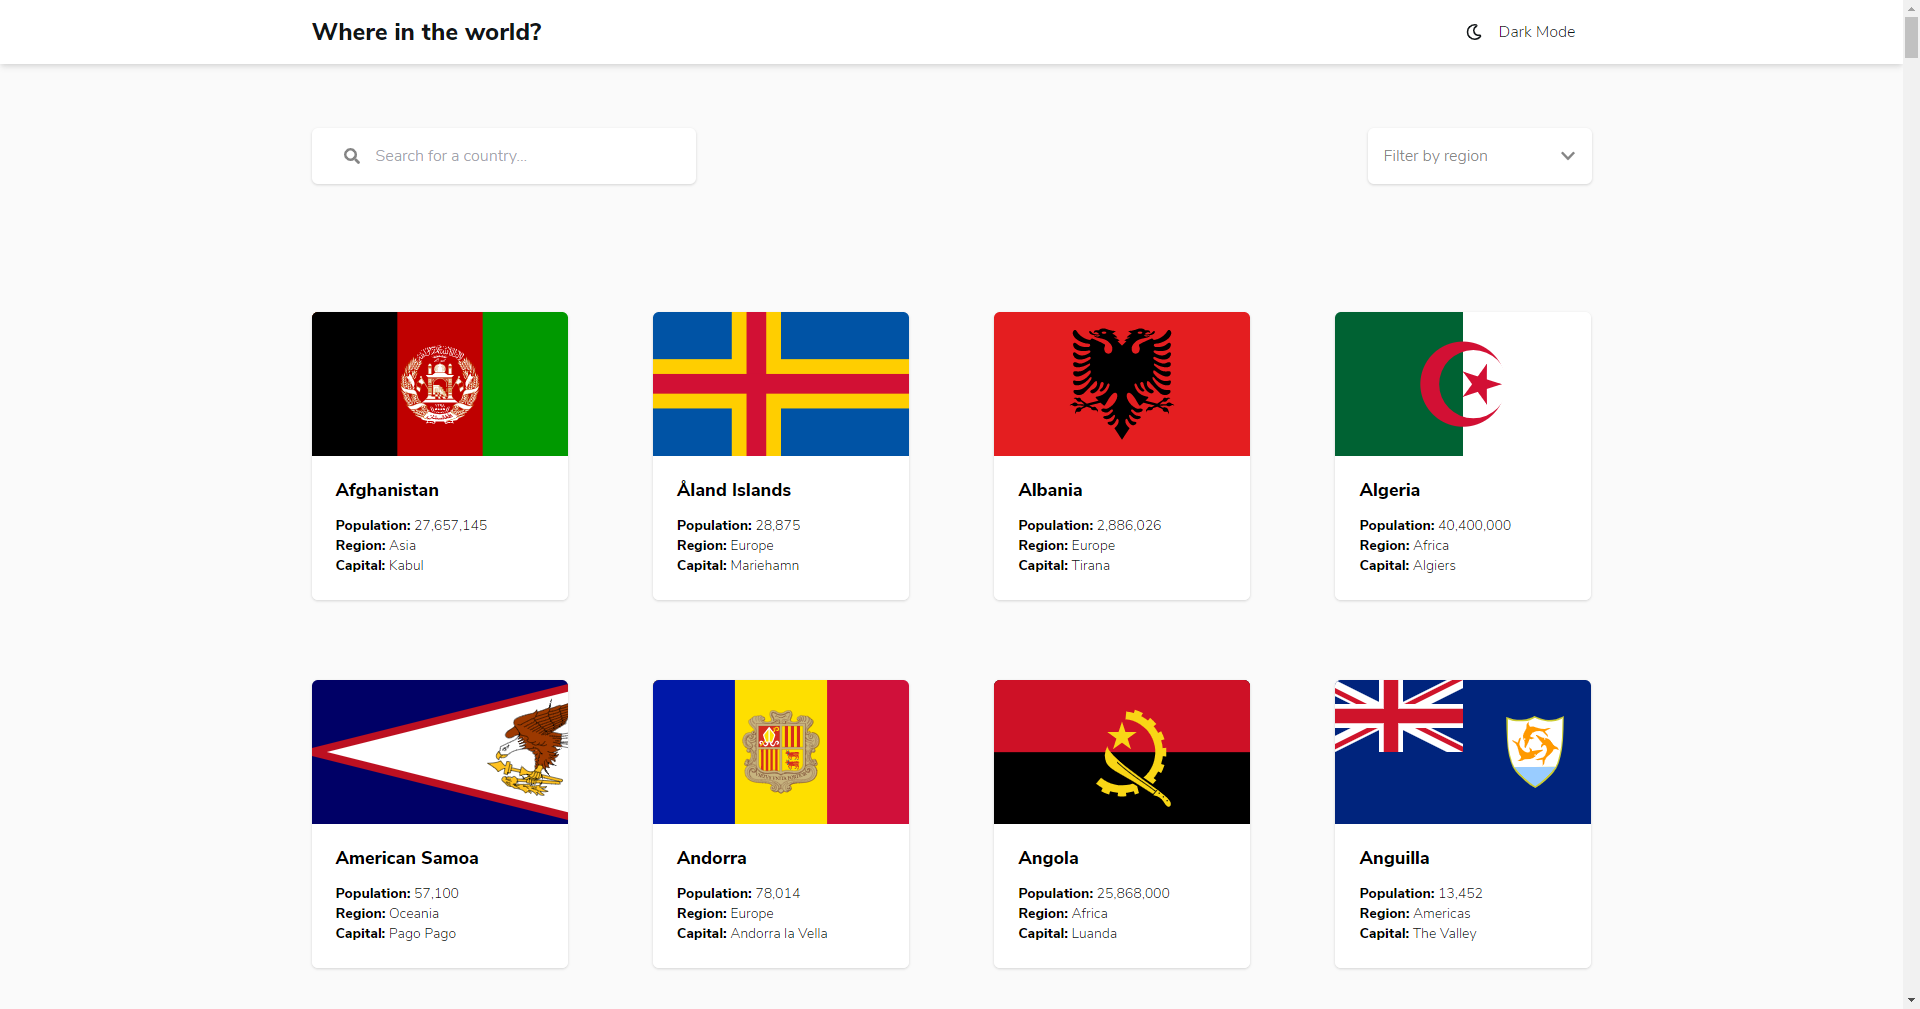 Where in the world?
Dark Mode
Search for a country...
Filter by region
Afghanistan
Population: 27,657,145
Region: Asia
Capital: Kabul
Åland Islands
Population: 28,875
Region: Europe
Capital: Mariehamn
Albania
Population: 2,886,026
Region: Europe
Capital: Tirana
Algeria
Population: 40,400,000
Region: Africa
Capital: Algiers
American Samoa
Population: 57,100
Region: Oceania
Capital: Pago Pago
Andorra
Population: 78,014
Region: Europe
Capital: Andorra la Vella
Angola
Population: 25,868,000
Region: Africa
Capital: Luanda
Anguilla
Population: 13,452
Region: Americas
Capital: The Valley